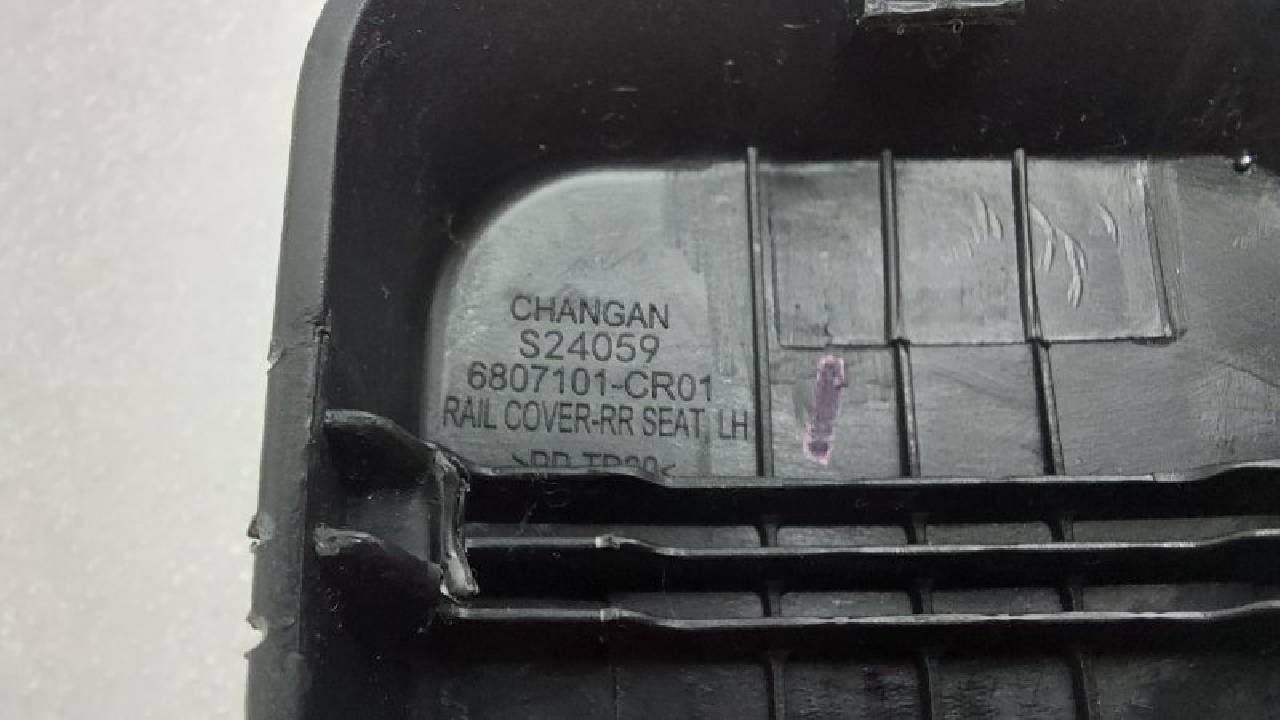 CHANGAN
S24059
6807101-CR01
RAIL COVER-RR SEAT LH